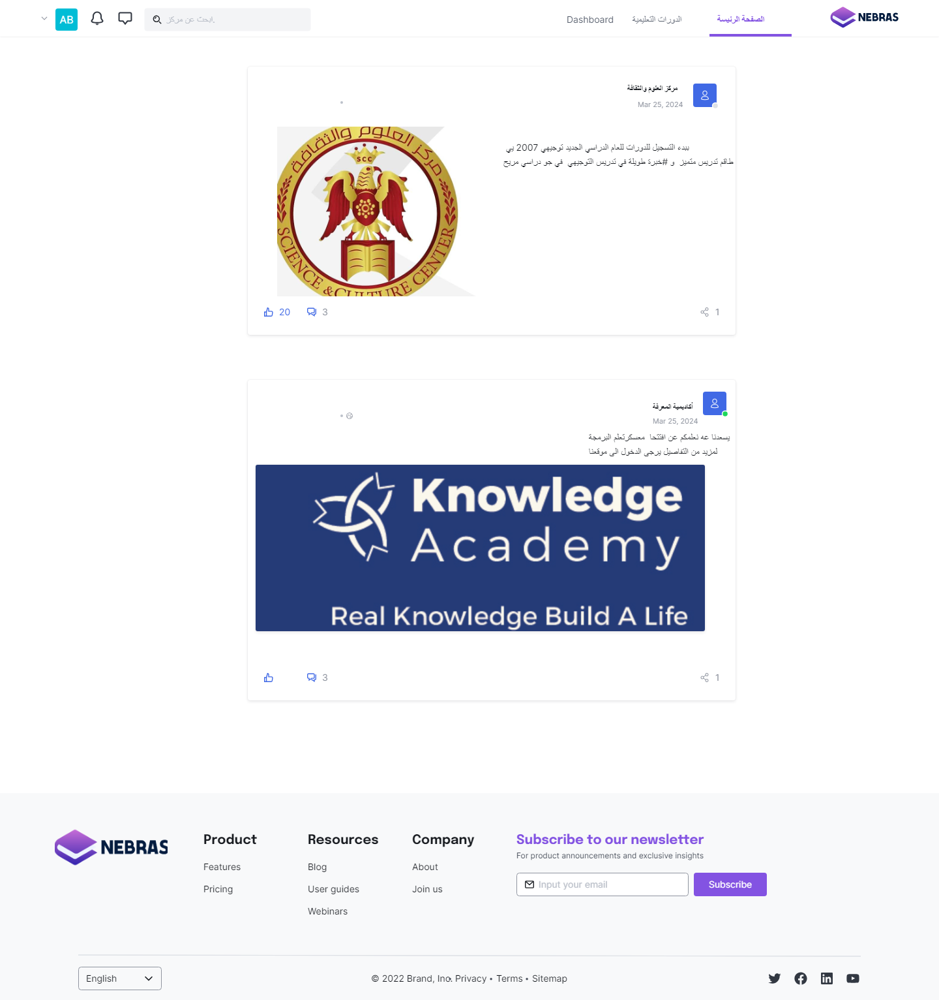 AB
ابحث عن مركز.
Dashboard
الدورات التعليمية
الصفحة الرئيسة
NEBRAS
مركز العلوم والثقافة
Mar 25, 2024
مركز العلوم والثقافة
SCC
SCIENCE & CULTURE CENTER
ببدء التسجيل للدورات للعام الدراسي الجديد توجيهي 2007 يي
طاقم تدريس متميز و #خبرة طويلة في تدريس التوجيهي في جو دراسي مريح
20
3
1
أكاديمية المعرفة
Mar 25, 2024
يسعدنا عه نعلمكم عن افتتحا معسكرتعلم البرمجة
لمزيد من التفاصيل يرجى الدخول الى موقعنا
Knowledge
Academy
Real Knowledge Build A Life
3
1
NEBRAS
Product
Features
Pricing
Resources
Blog
User guides
Webinars
Company
About
Join us
Subscribe to our newsletter
For product announcements and exclusive insights
Input your email
Subscribe
English
© 2022 Brand, Inc. • Privacy • Terms • Sitemap